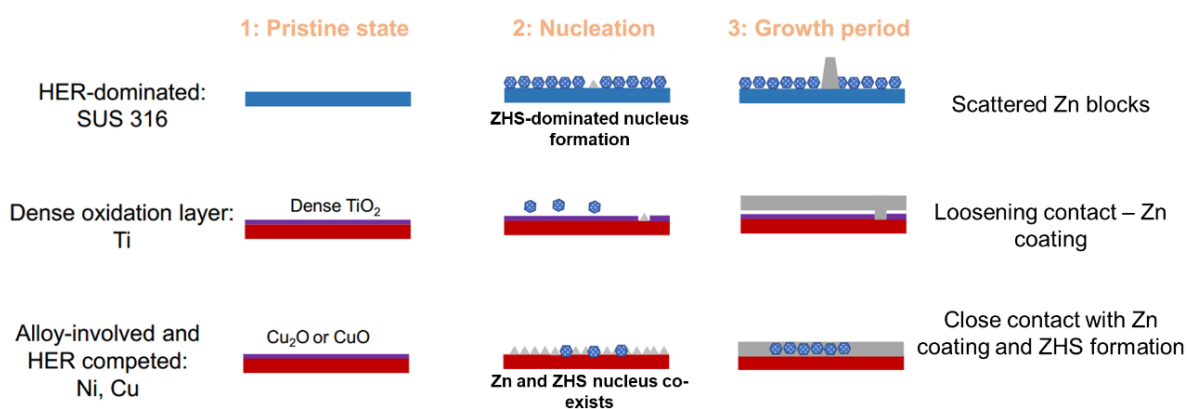 1: Pristine state
2: Nucleation
3: Growth period
HER-dominated:
SUS 316
ZHS-dominated nucleus
formation
Scattered Zn blocks
Dense oxidation layer:
Ti
Dense TiO₂
Loosening contact – Zn
coating
Alloy-involved and
HER competed:
Ni, Cu
Cu₂O or CuO
Zn and ZHS nucleus co-
exists
Close contact with Zn
coating and ZHS formation